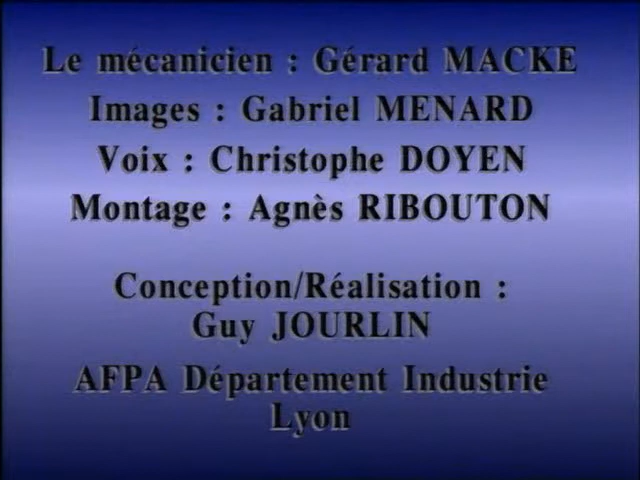 Le mécanicien : Gérard MACKE
Images : Gabriel MENARD
Voix : Christophe DOYEN
Montage : Agnès RIBOUTON
Conception/Réalisation :
Guy JOURLIN
AFPA Département Industrie
Lyon